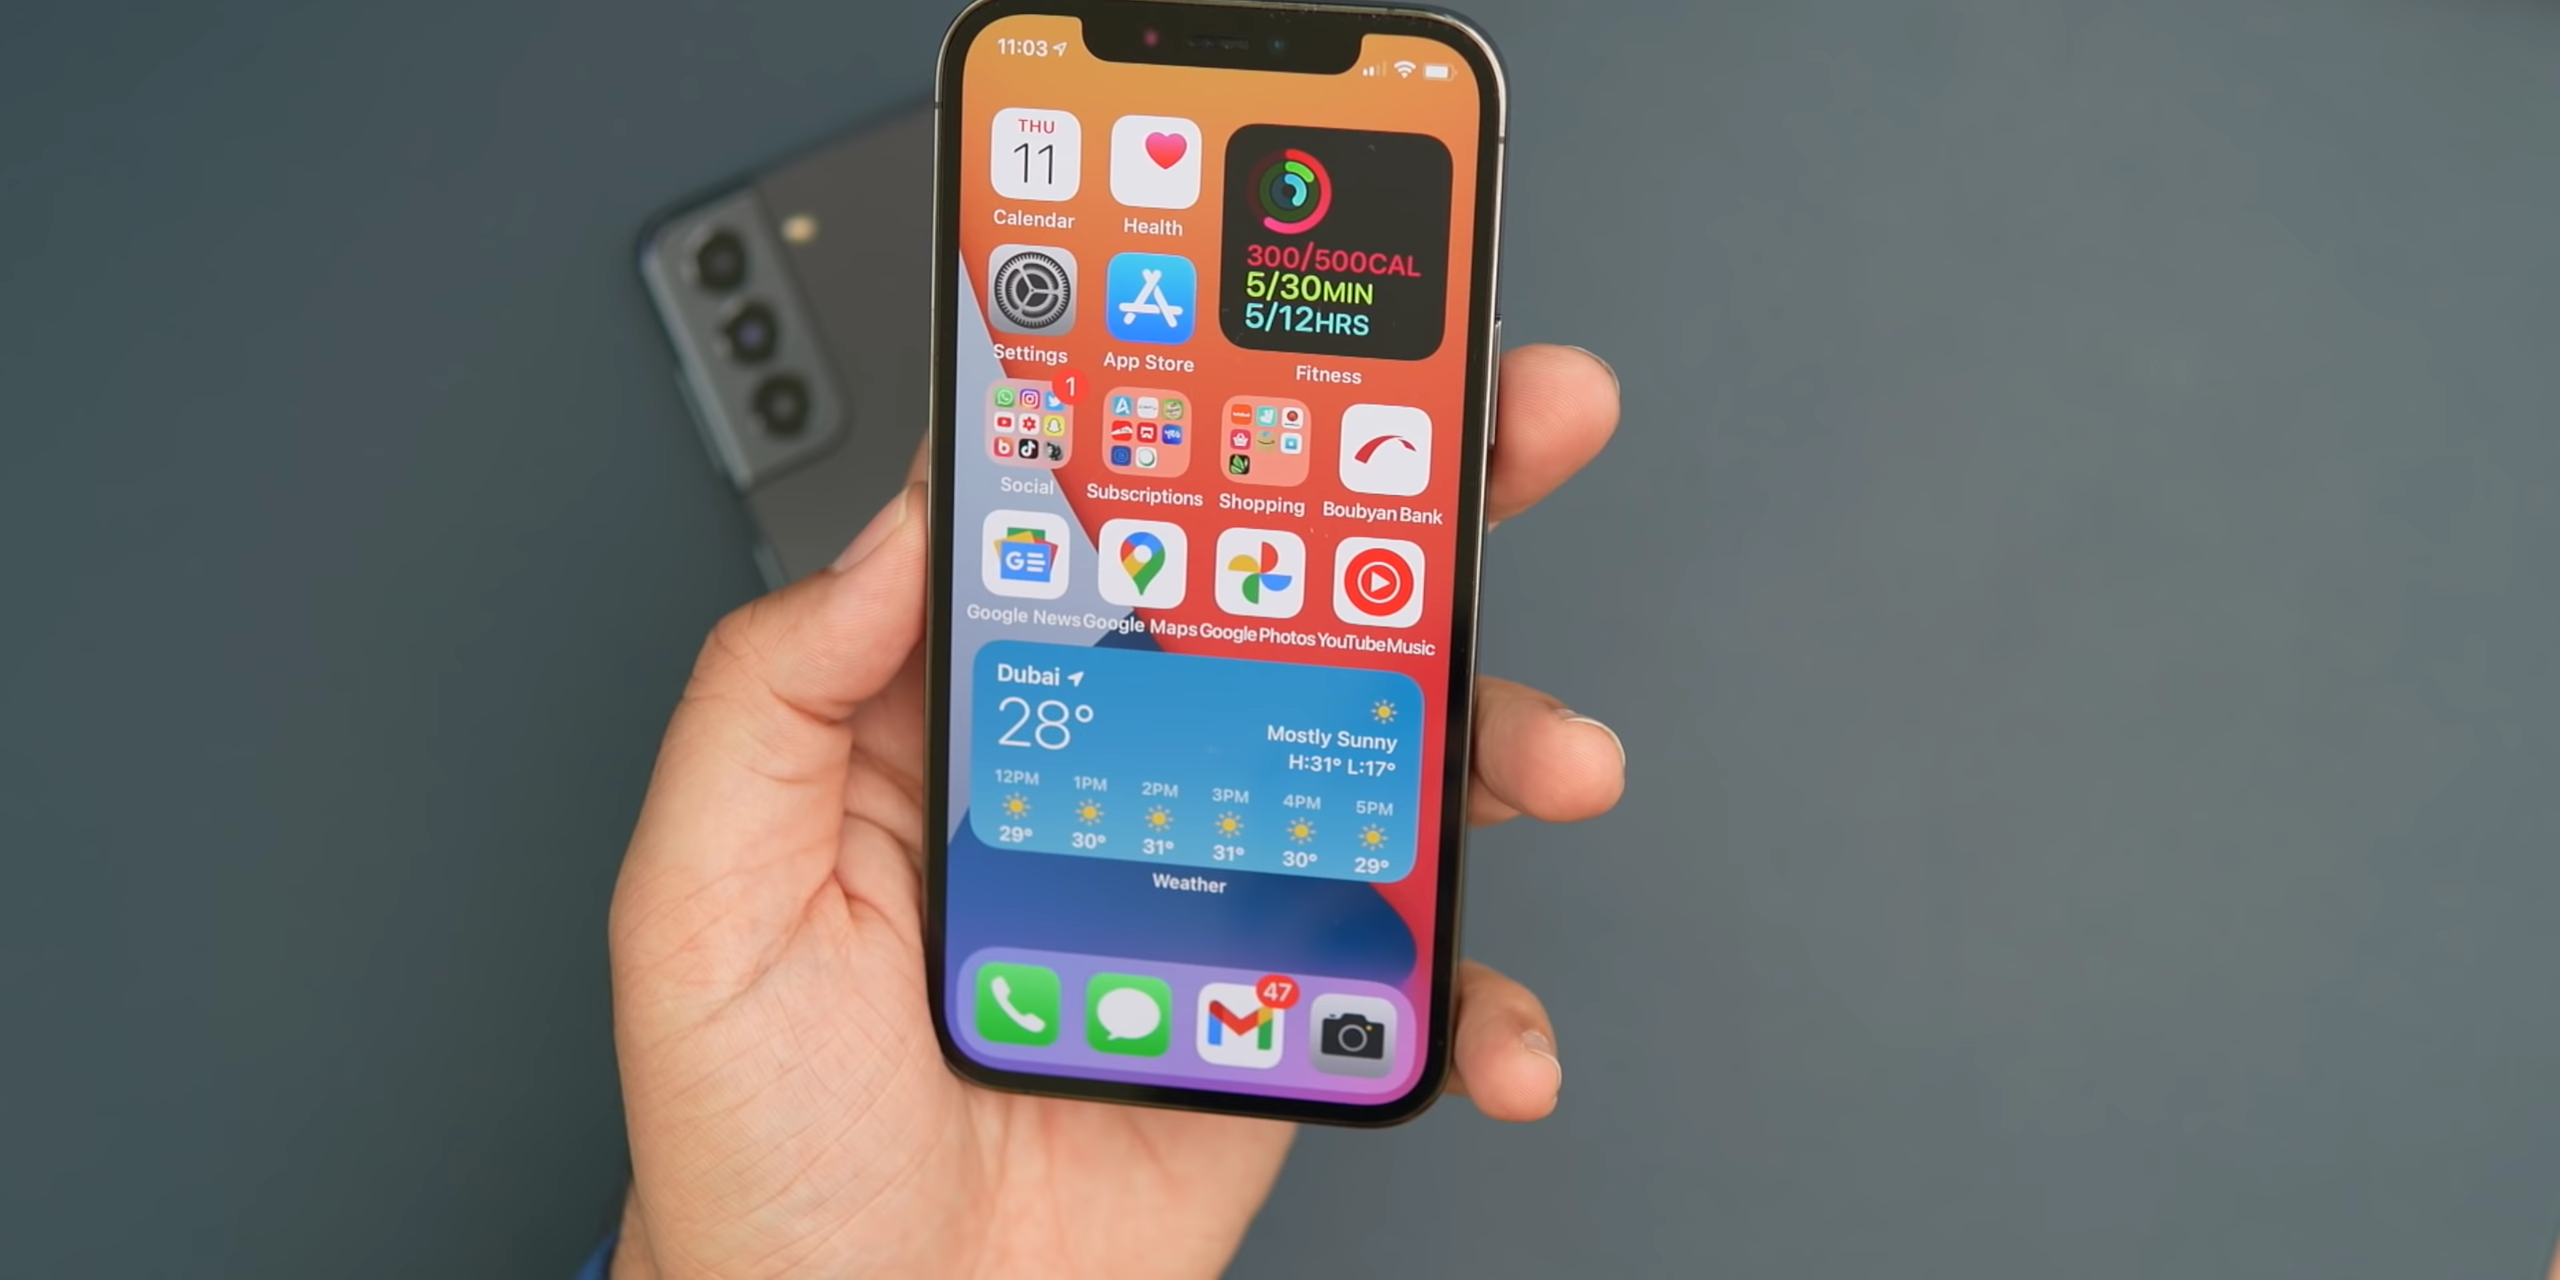 11:03
THU
11
Calendar
Health
300/500CAL
5/30MIN
5/12HRS
Fitness
Settings
App Store
1
Social
Subscriptions
Shopping
Boubyan Bank
GE
Google News
Google Maps
Google Photos
YouTube Music
Dubai
28°
Mostly Sunny
H:31° L:17°
12PM 1PM 2PM 3PM 4PM 5PM
29° 30° 31° 31° 30° 29°
Weather
47